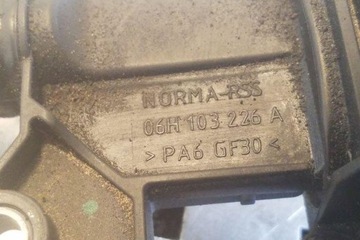 NORMA-RSS
06H 103 226 A
> PA6 GF30 <